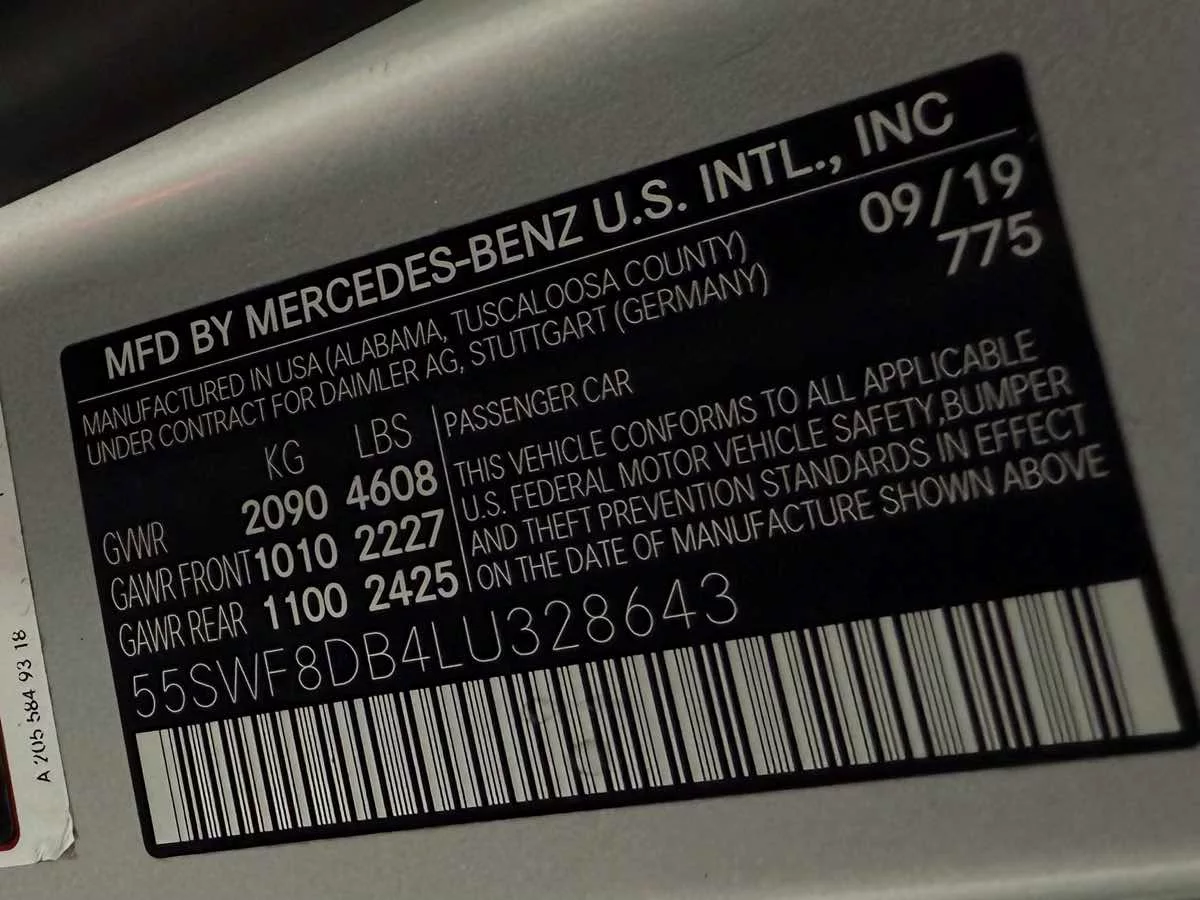 MFD BY MERCEDES-BENZ U.S. INTL., INC
09/19
775
MANUFACTURED IN USA (ALABAMA, TUSCALOOSA COUNTY)
UNDER CONTRACT FOR DAIMLER AG, STUTTGART (GERMANY)
KG LBS
GVWR 2090 4608
GAWR FRONT 1010 2227
GAWR REAR 1100 2425
PASSENGER CAR
THIS VEHICLE CONFORMS TO ALL APPLICABLE
U.S. FEDERAL MOTOR VEHICLE SAFETY,BUMPER
AND THEFT PREVENTION STANDARDS IN EFFECT
ON THE DATE OF MANUFACTURE SHOWN ABOVE
55SWF8DB4LU328643
A 205 584 93 18